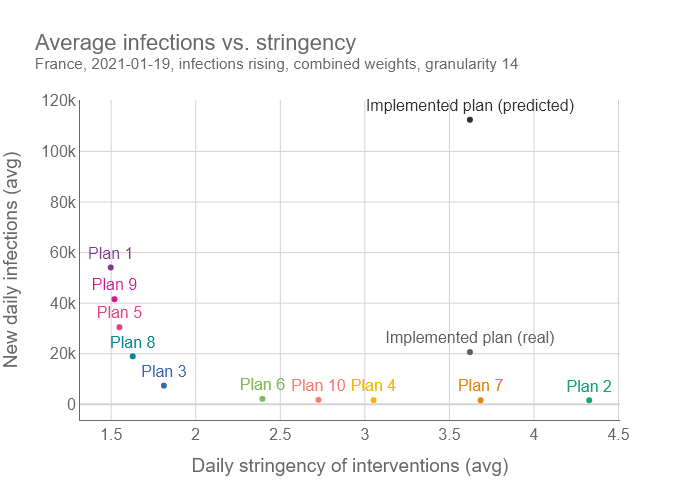 Average infections vs. stringency
France, 2021-01-19, infections rising, combined weights, granularity 14
New daily infections (avg)
120k
100k
80k
60k
40k
20k
0
Implemented plan (predicted)
Plan 1
Plan 9
Plan 5
Plan 8
Plan 3
Implemented plan (real)
Plan 6
Plan 10
Plan 4
Plan 7
Plan 2
1.5
2
2.5
3
3.5
4
4.5
Daily stringency of interventions (avg)